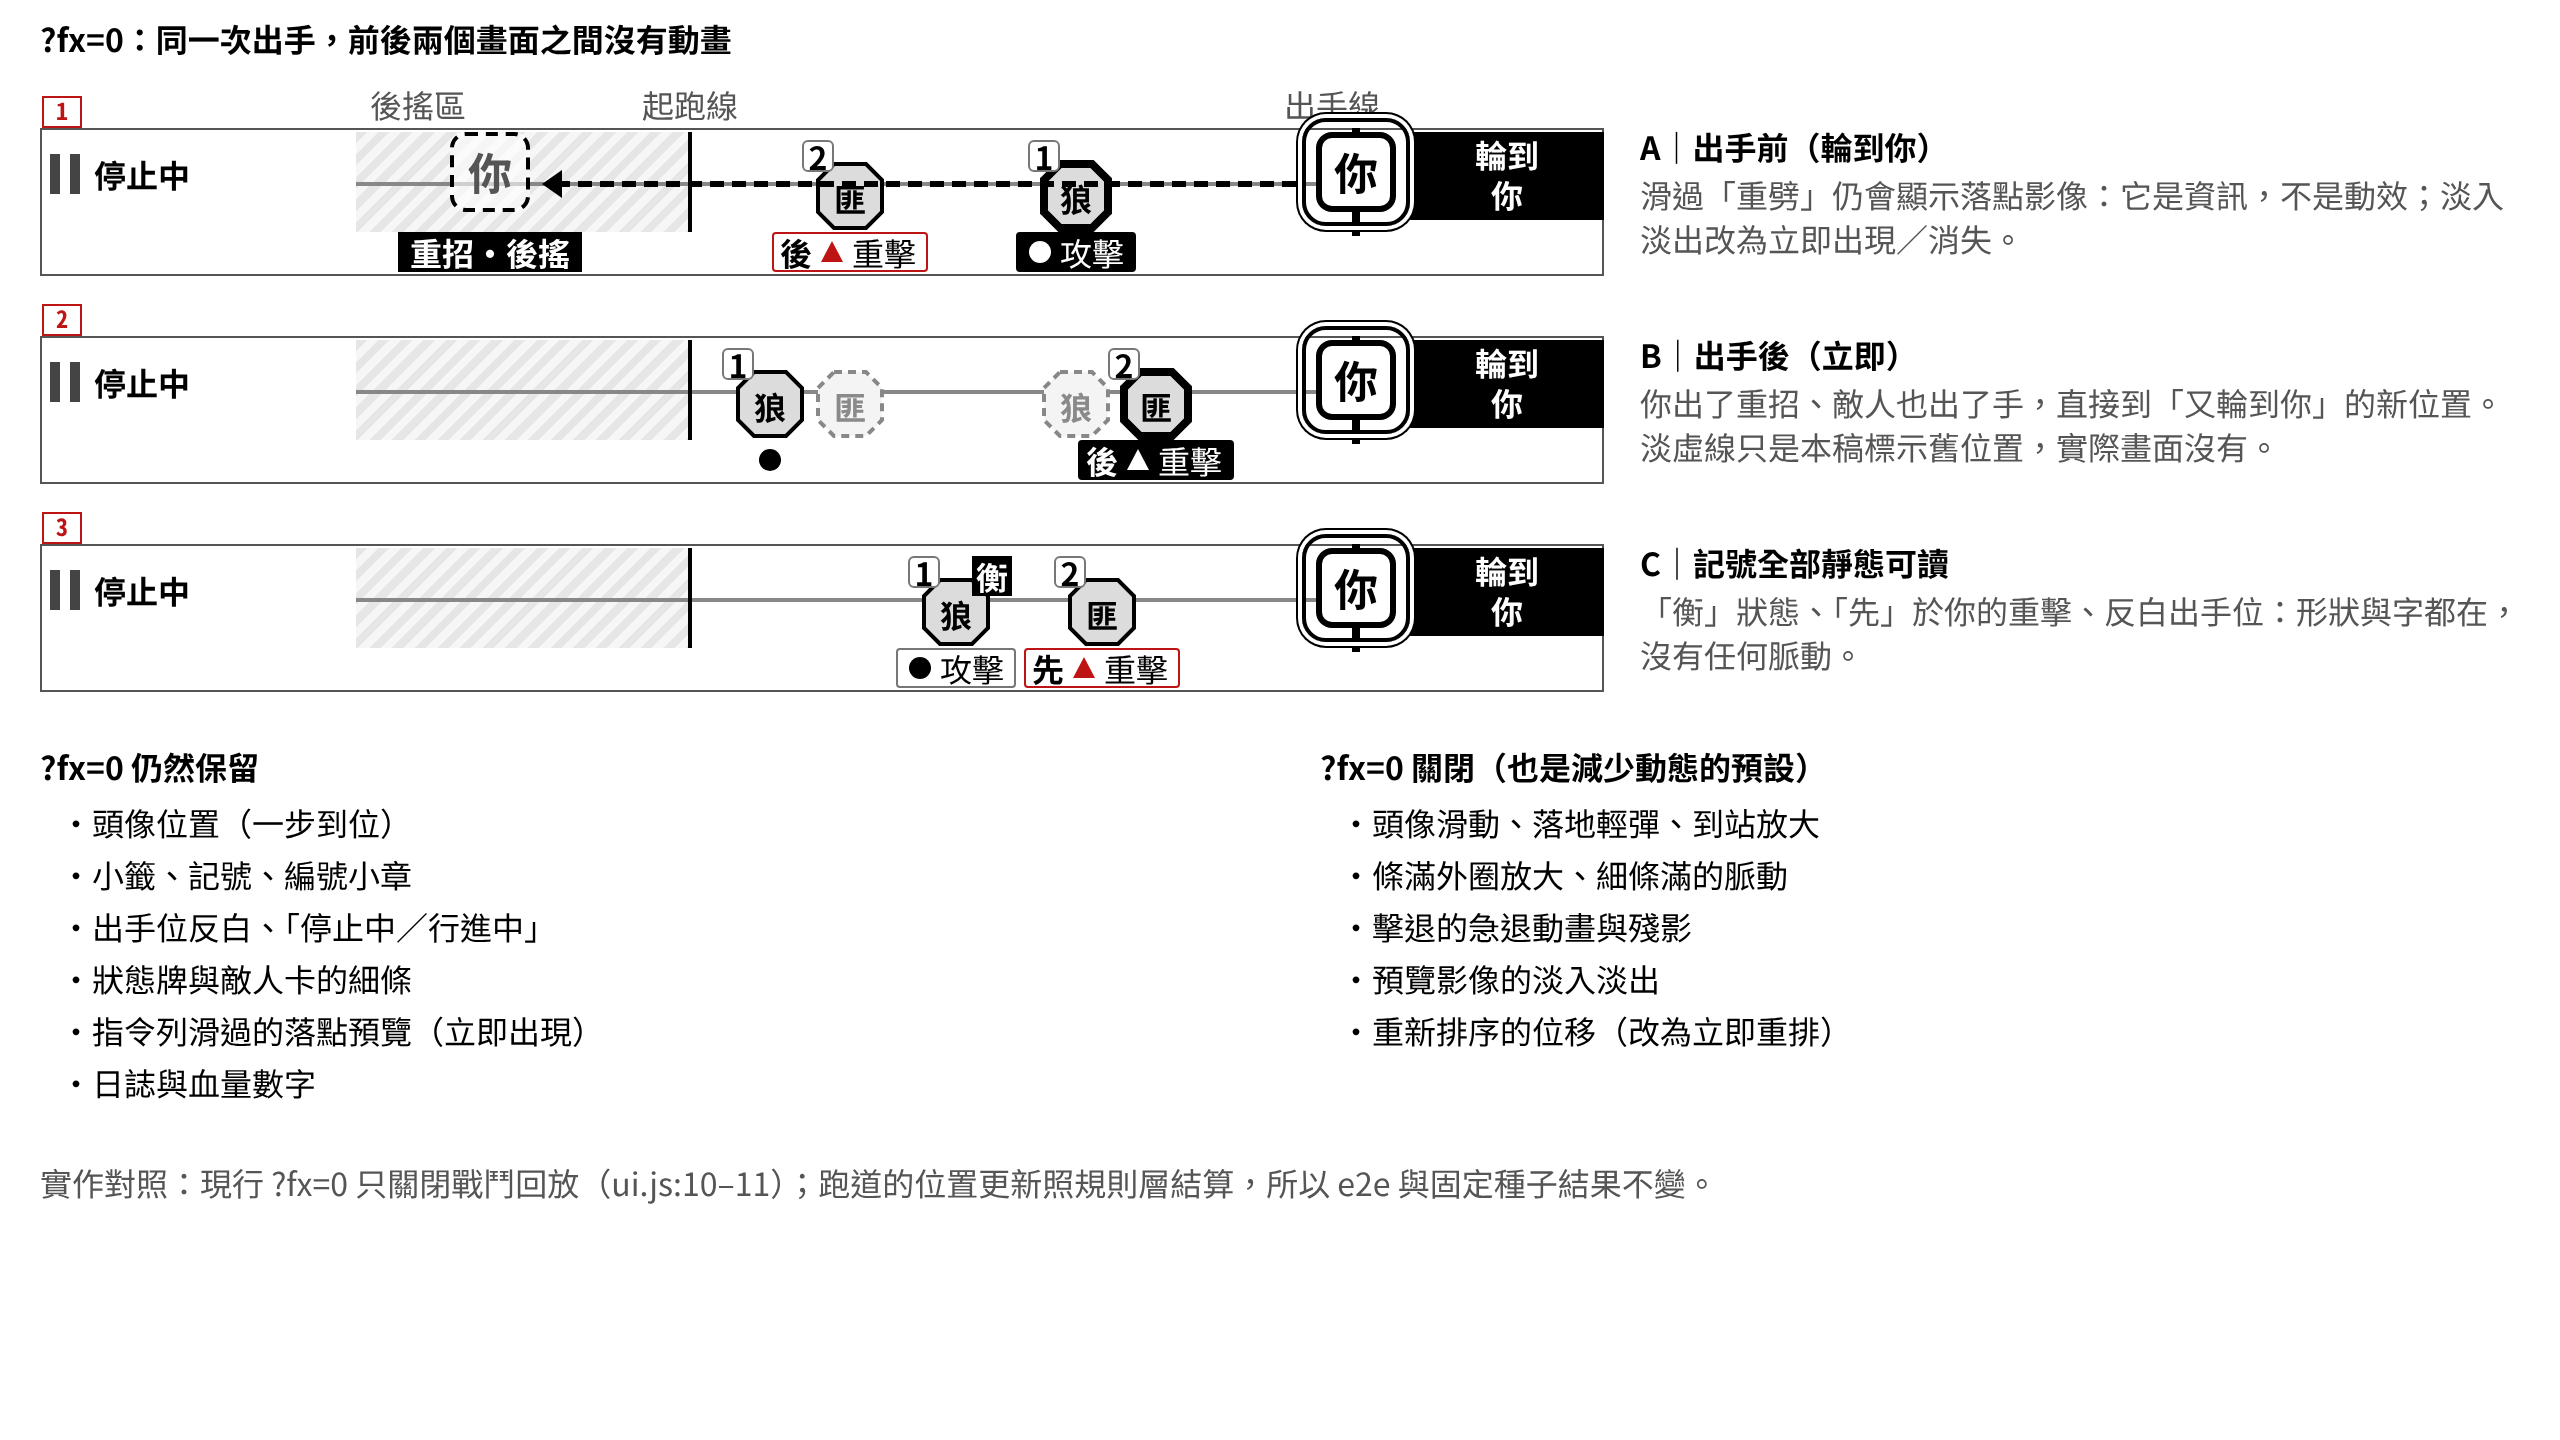 ?fx=0：同一次出手，前後兩個畫面之間沒有動畫
後搖區 起跑線 出手線
1
停止中 你 2 匪 1 狼 你 輪到
你
重招・後搖 後 ▲ 重擊 ● 攻擊
A｜出手前（輪到你）
滑過「重劈」仍會顯示落點影像：它是資訊，不是動效；淡入
淡出改為立即出現／消失。
2
停止中 1 狼 匪 狼 2 匪 你 輪到
你
● 後 ▲ 重擊
B｜出手後（立即）
你出了重招、敵人也出了手，直接到「又輪到你」的新位置。
淡虛線只是本稿標示舊位置，實際畫面沒有。
3
停止中 1 狼 衡 2 匪 你 輪到
你
● 攻擊 先 ▲ 重擊
C｜記號全部靜態可讀
「衡」狀態、「先」於你的重擊、反白出手位：形狀與字都在，
沒有任何脈動。
?fx=0 仍然保留
・頭像位置（一步到位）
・小籤、記號、編號小章
・出手位反白、「停止中／行進中」
・狀態牌與敵人卡的細條
・指令列滑過的落點預覽（立即出現）
・日誌與血量數字
?fx=0 關閉（也是減少動態的預設）
・頭像滑動、落地輕彈、到站放大
・條滿外圈放大、細條滿的脈動
・擊退的急退動畫與殘影
・預覽影像的淡入淡出
・重新排序的位移（改為立即重排）
實作對照：現行 ?fx=0 只關閉戰鬥回放（ui.js:10–11）；跑道的位置更新照規則層結算，所以 e2e 與固定種子結果不變。